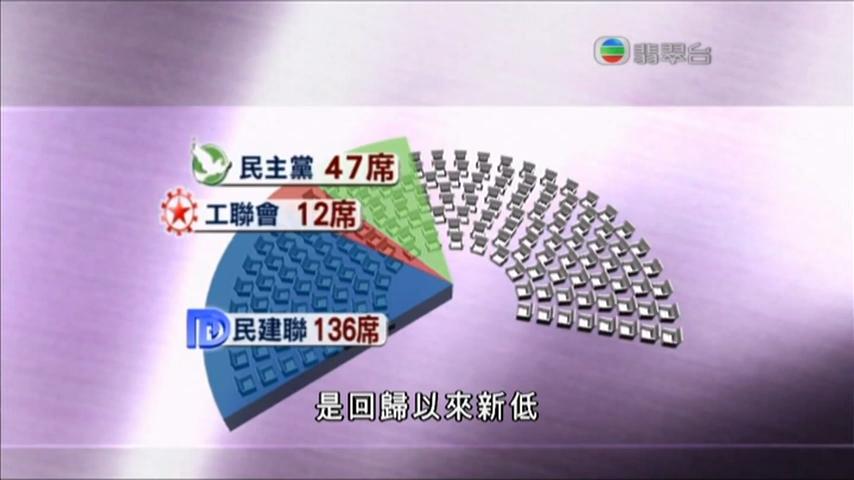 翡翠台
民主黨 47席
工聯會 12席
民建聯 136席
是回歸以來新低